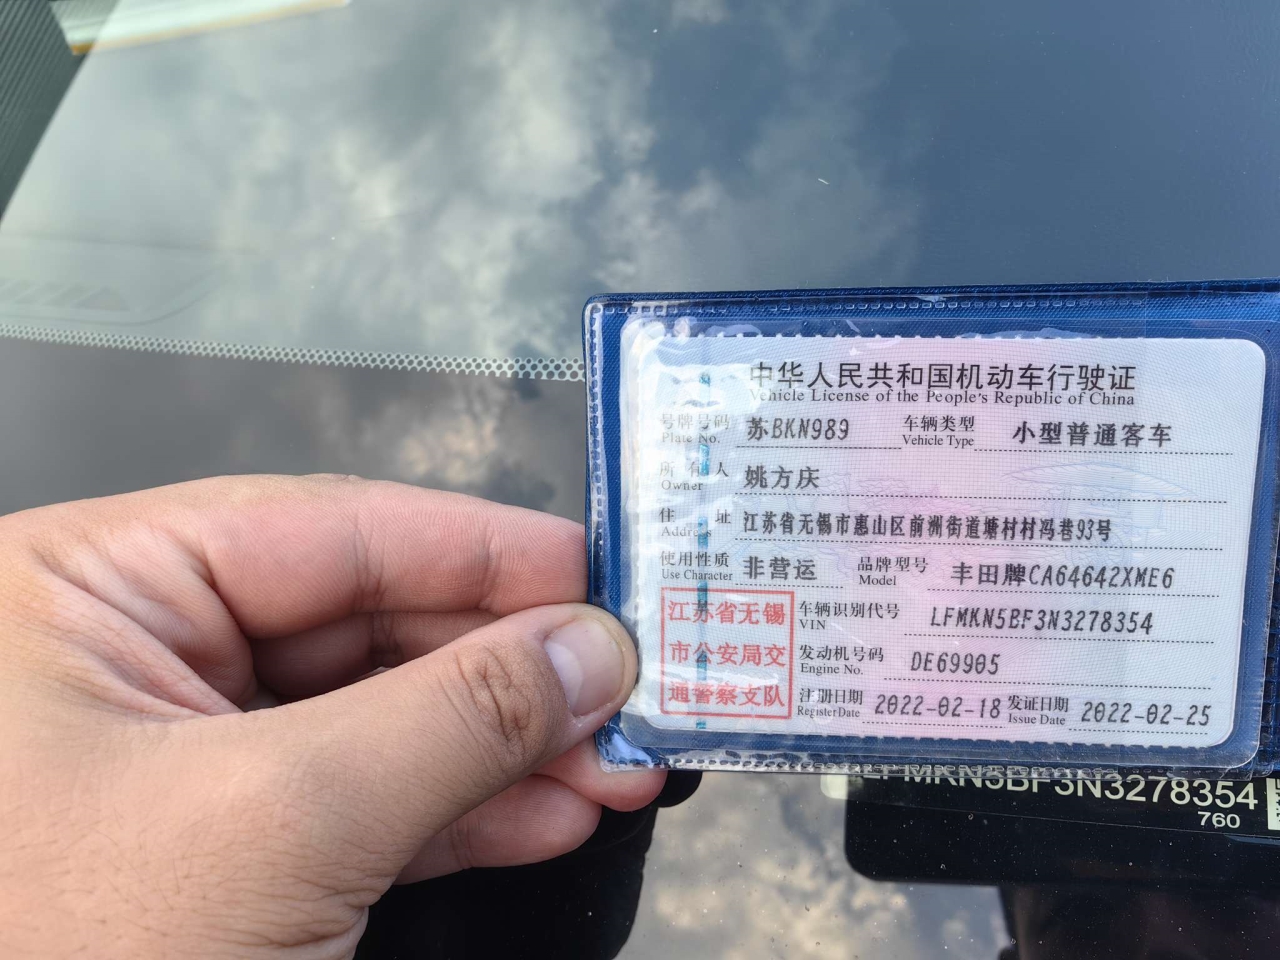 中华人民共和国机动车行驶证
Vehicle License of the People's Republic of China
号牌号码 苏BKN989 车辆类型 小型普通客车
Plate No. Vehicle Type
所有人 姚方庆
Owner
住址 江苏省无锡市惠山区前洲街道塘村村冯巷93号
Address
使用性质 非营运 品牌型号 丰田牌CA64642XME6
Use Character Model
江苏省无锡 车辆识别代号 LFMKN5BF3N3278354
VIN
市公安局交 发动机号码 DE69905
Engine No.
通警察支队 注册日期 2022-02-18 发证日期 2022-02-25
Register Date Issue Date
LFMKN5BF3N3278354
760